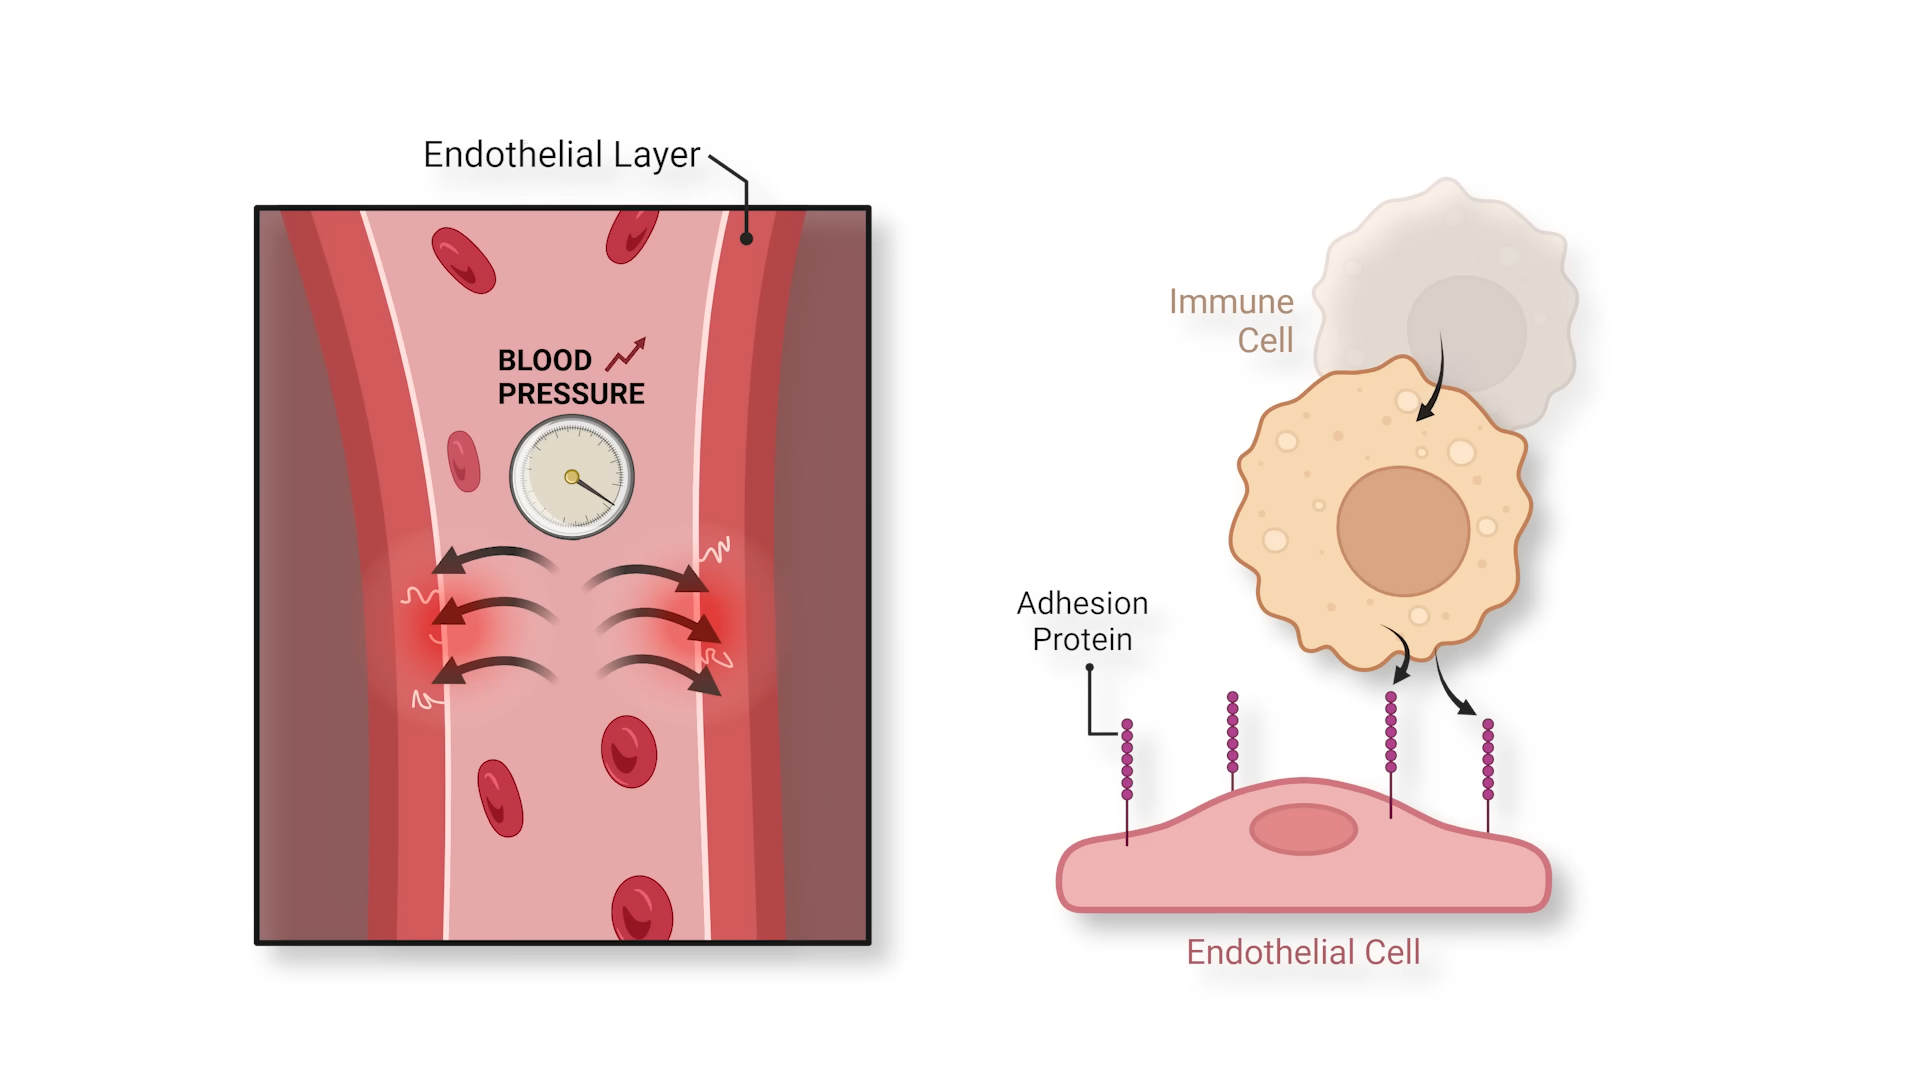 Endothelial Layer
BLOOD
PRESSURE
Immune
Cell
Adhesion
Protein
Endothelial Cell